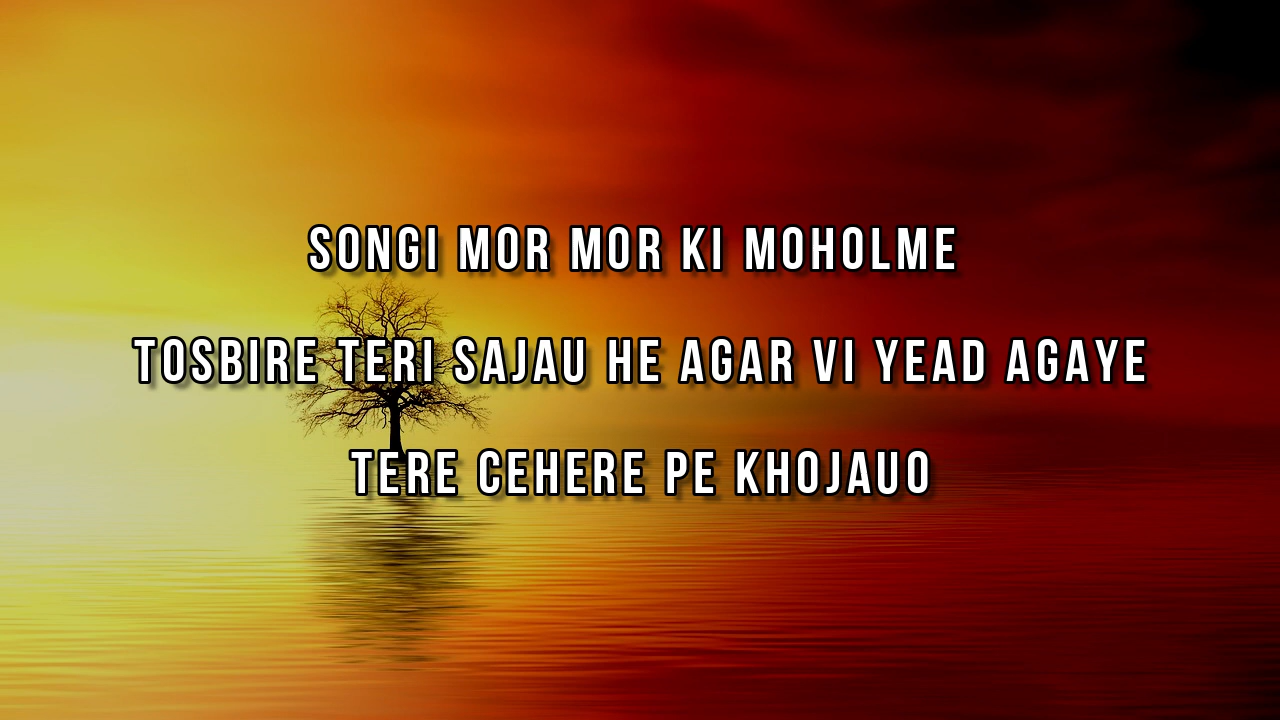 SONGI MOR MOR KI MOHOLME
TOSBIRE TERI SAJAU HE AGAR VI YEAD AGAYE
TERE CEHERE PE KHOJAUO